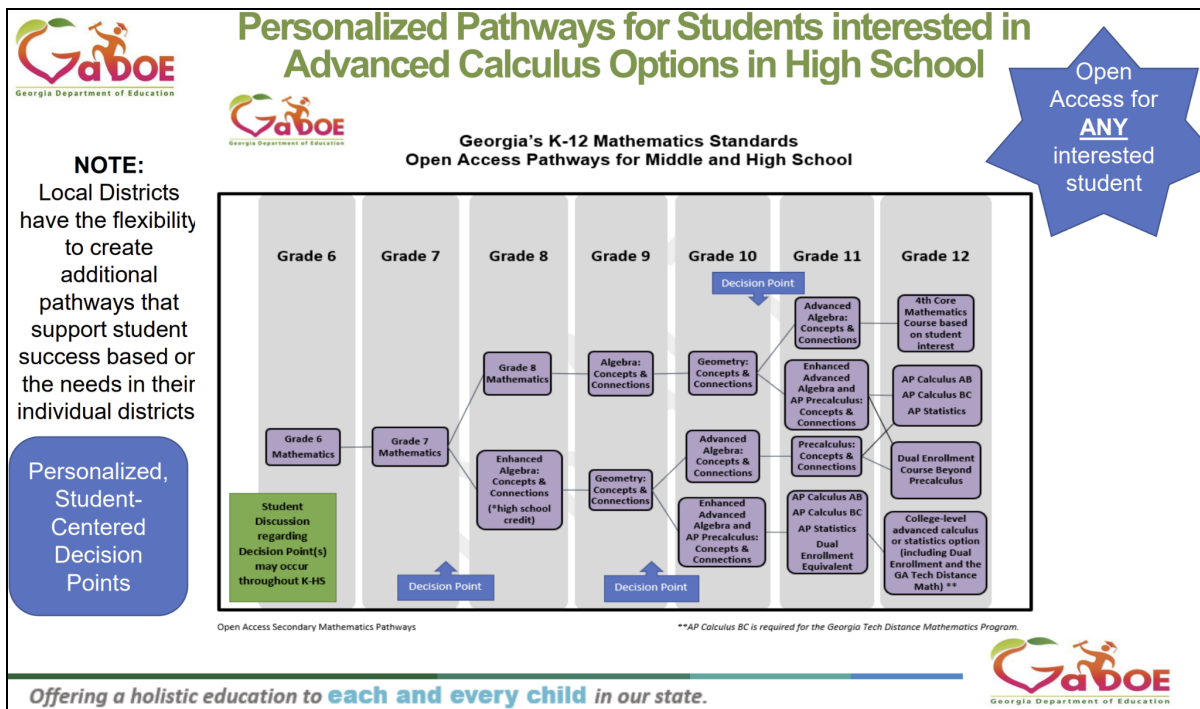 Personalized Pathways for Students interested in
Advanced Calculus Options in High School
GaDOE
Georgia Department of Education
GaDOE
Georgia Department of Education
Open
Access for
ANY
interested
student
Georgia's K-12 Mathematics Standards
Open Access Pathways for Middle and High School
NOTE:
Local Districts
have the flexibility
to create
additional
pathways that
support student
success based on
the needs in their
individual districts
Personalized,
Student-
Centered
Decision
Points
Grade 6
Grade 7
Grade 8
Grade 9
Grade 10
Grade 11
Grade 12
Decision Point
Grade 6
Mathematics
Grade 7
Mathematics
Grade 8
Mathematics
Algebra:
Concepts &
Connections
Geometry:
Concepts &
Connections
Advanced
Algebra:
Concepts &
Connections
4th Core
Mathematics
Course based
on student
interest
Enhanced
Advanced
Algebra and
AP Precalculus:
Concepts &
Connections
AP Calculus AB
AP Calculus BC
AP Statistics
Enhanced
Algebra:
Concepts &
Connections
(*high school
credit)
Geometry:
Concepts &
Connections
Advanced
Algebra:
Concepts &
Connections
Precalculus:
Concepts &
Connections
Dual Enrollment
Course Beyond
Precalculus
Enhanced
Advanced
Algebra and
AP Precalculus:
Concepts &
Connections
AP Calculus AB
AP Calculus BC
AP Statistics
Dual
Enrollment
Equivalent
College-level
advanced calculus
or statistics option
(including Dual
Enrollment and the
GA Tech Distance
Math) **
Student
Discussion
regarding
Decision Point(s)
may occur
throughout K-HS
Decision Point
Decision Point
Open Access Secondary Mathematics Pathways
**AP Calculus BC is required for the Georgia Tech Distance Mathematics Program.
Offering a holistic education to each and every child in our state.
GaDOE
Georgia Department of Education